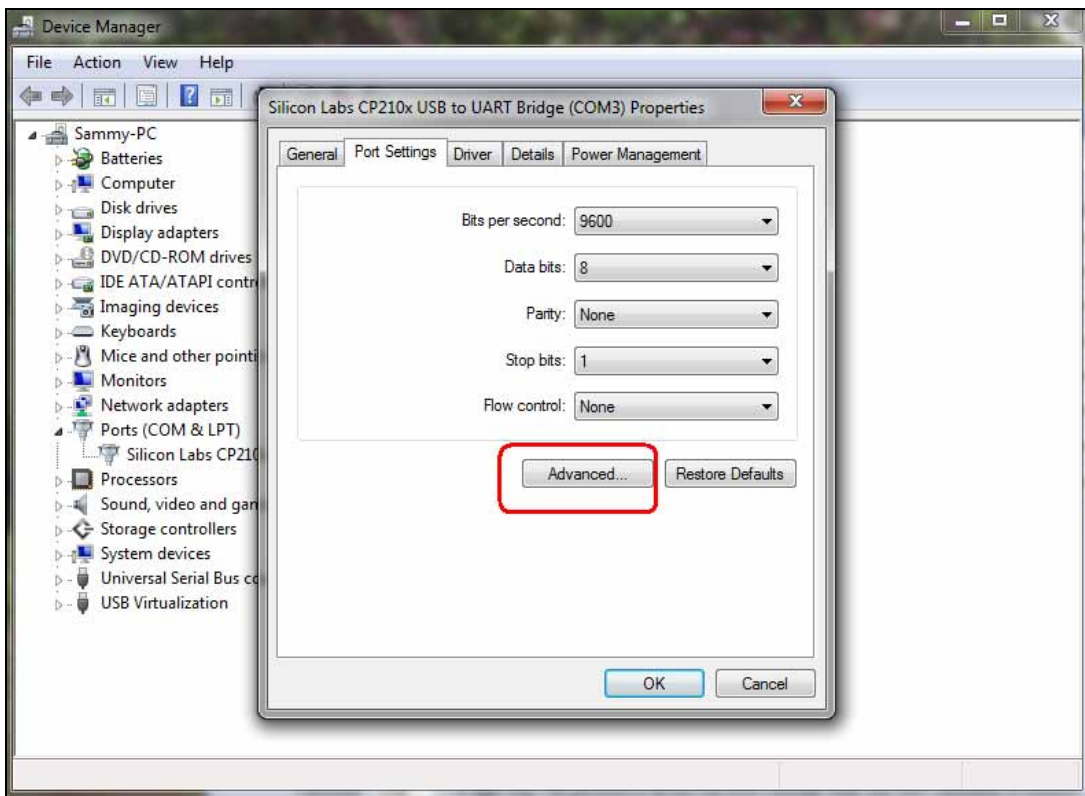 Device Manager
File Action View Help
Sammy-PC
Batteries
Computer
Disk drives
Display adapters
DVD/CD-ROM drives
IDE ATA/ATAPI contr
Imaging devices
Keyboards
Mice and other pointi
Monitors
Network adapters
Ports (COM & LPT)
Silicon Labs CP210
Processors
Sound, video and gan
Storage controllers
System devices
Universal Serial Bus co
USB Virtualization
Silicon Labs CP210x USB to UART Bridge (COM3) Properties
General Port Settings Driver Details Power Management
Bits per second: 9600
Data bits: 8
Parity: None
Stop bits: 1
Flow control: None
Advanced... Restore Defaults
OK Cancel